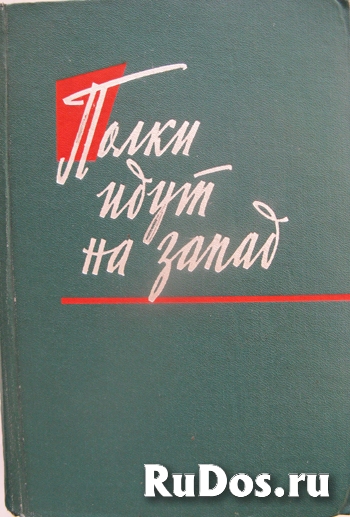 Полки
идут
на запад
RuDos.ru